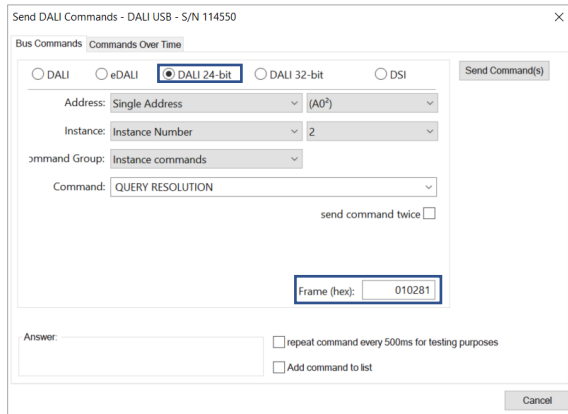 Send DALI Commands - DALI USB - S/N 114550
Bus Commands Commands Over Time
DALI eDALI DALI 24-bit DALI 32-bit DSI Send Command(s)
Address: Single Address (A0²)
Instance: Instance Number 2
ommand Group: Instance commands
Command: QUERY RESOLUTION
send command twice
Frame (hex): 010281
Answer:
repeat command every 500ms for testing purposes
Add command to list
Cancel